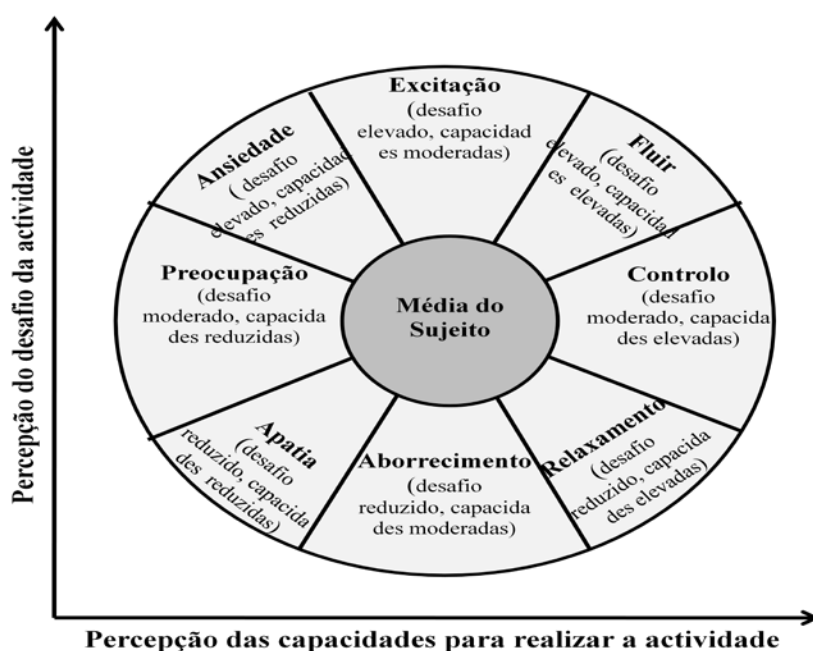 Percepção do desafio da actividade
Excitação
(desafio
elevado, capacidad
es moderadas)
Ansiedade
( desafio
elevado, capacidad
es reduzidas)
Fluir
(desafio
elevado, capacidad
es elevadas)
Preocupação
(desafio
moderado, capacida
des reduzidas)
Média do
Sujeito
Controlo
(desafio
moderado, capacida
des elevadas)
Apatia
(desafio
reduzido, capacida
des reduzidas)
Aborrecimento
(desafio
reduzido, capacida
des moderadas)
Relaxamento
(desafio
reduzido, capacida
des elevadas)
Percepção das capacidades para realizar a actividade